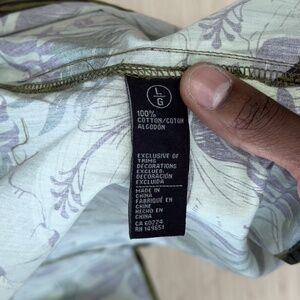 L
G
100%
COTTON/COTON
ALGODON
EXCLUSIVE OF
TRIMS
DECORATIONS
EXCLUES.
DECORACIÓN
EXCLUIDA
MADE IN
CHINA
FABRIQUÉ EN
CHINE
HECHO EN
CHINA
CA 60224
RN 149651